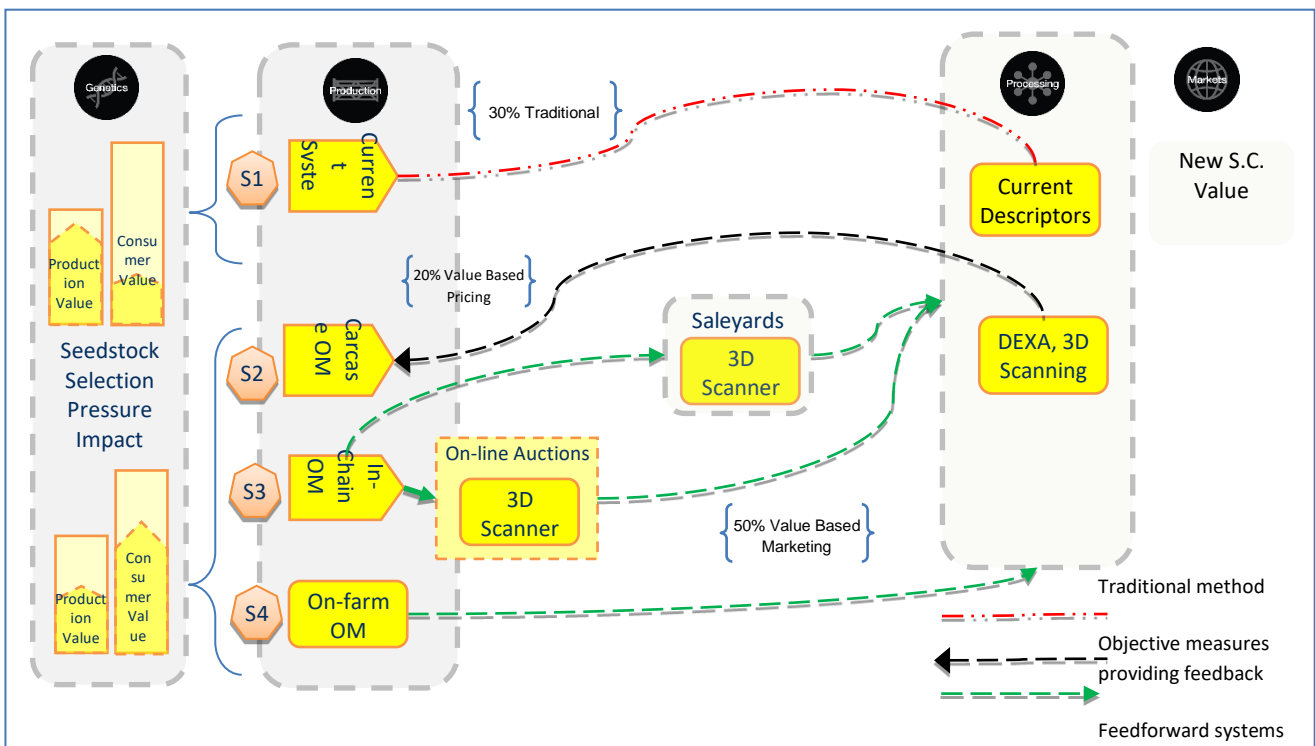 Genetics
Production
Processing
Markets
30% Traditional
S1
Curren
t
Syste
Current
Descriptors
New S.C.
Value
Product
ion
Value
Consu
mer
Value
20% Value Based
Pricing
Seedstock
Selection
Pressure
Impact
S2
Carcas
e OM
Saleyards
3D
Scanner
DEXA, 3D
Scanning
S3
In-
Chain
OM
On-line Auctions
3D
Scanner
50% Value Based
Marketing
Product
ion
Value
Con
su
mer
Val
ue
S4
On-farm
OM
Traditional method
Objective measures
providing feedback
Feedforward systems